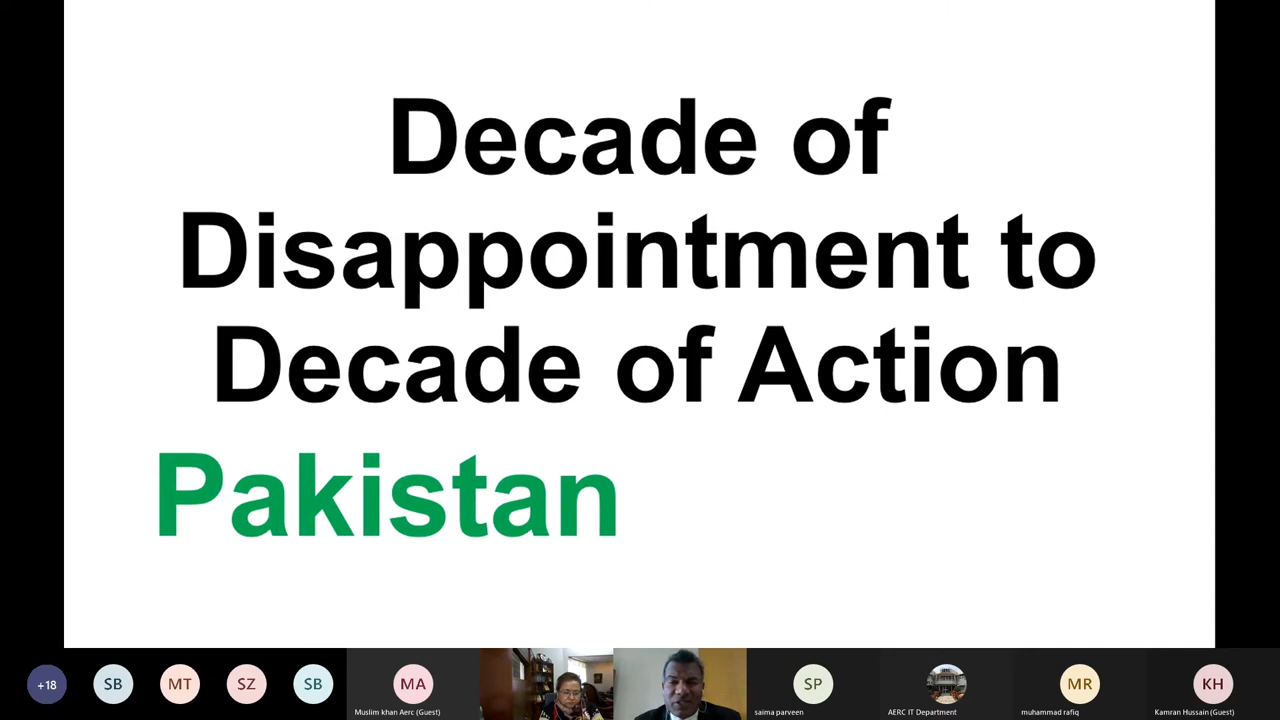 Decade of
Disappointment to
Decade of Action
Pakistan
+18
SB
MT
SZ
SB
MA
Muslim khan Aerc (Guest)
SP
saima parveen
AERC IT Department
MR
muhammad rafiq
KH
Kamran Hussain (Guest)